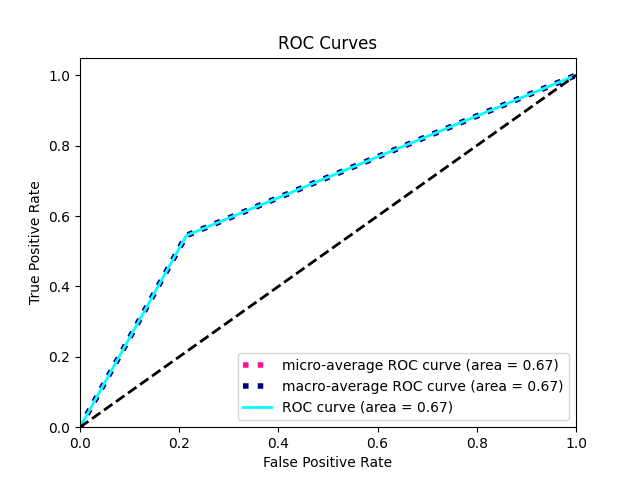 ROC Curves
True Positive Rate
1.0
0.8
0.6
0.4
0.2
0.0
micro-average ROC curve (area = 0.67)
macro-average ROC curve (area = 0.67)
ROC curve (area = 0.67)
0.0 0.2 0.4 0.6 0.8 1.0
False Positive Rate